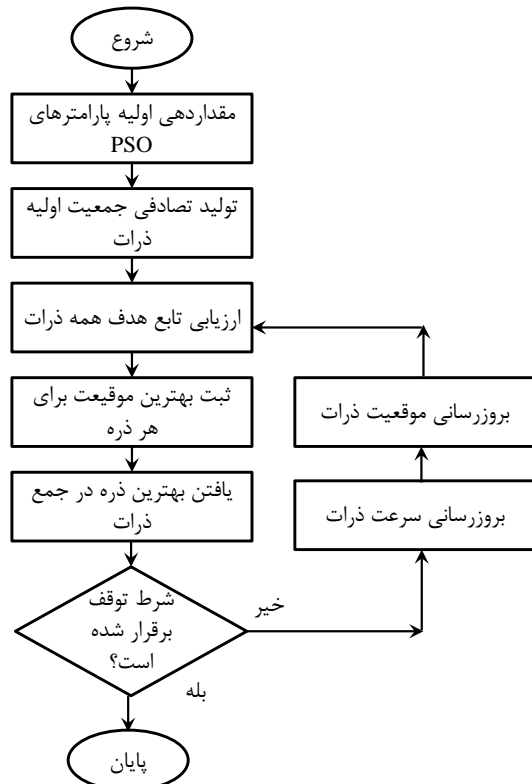 شروع
مقداردهی اولیه پارامترهای
PSO
تولید تصادفی جمعیت اولیه
ذرات
ارزیابی تابع هدف همه ذرات
ثبت بهترین موقیعت برای
هر ذره
یافتن بهترین ذره در جمع
ذرات
شرط توقف
برقرار شده
است؟
خیر
بله
پایان
بروزرسانی موقعیت ذرات
بروزرسانی سرعت ذرات